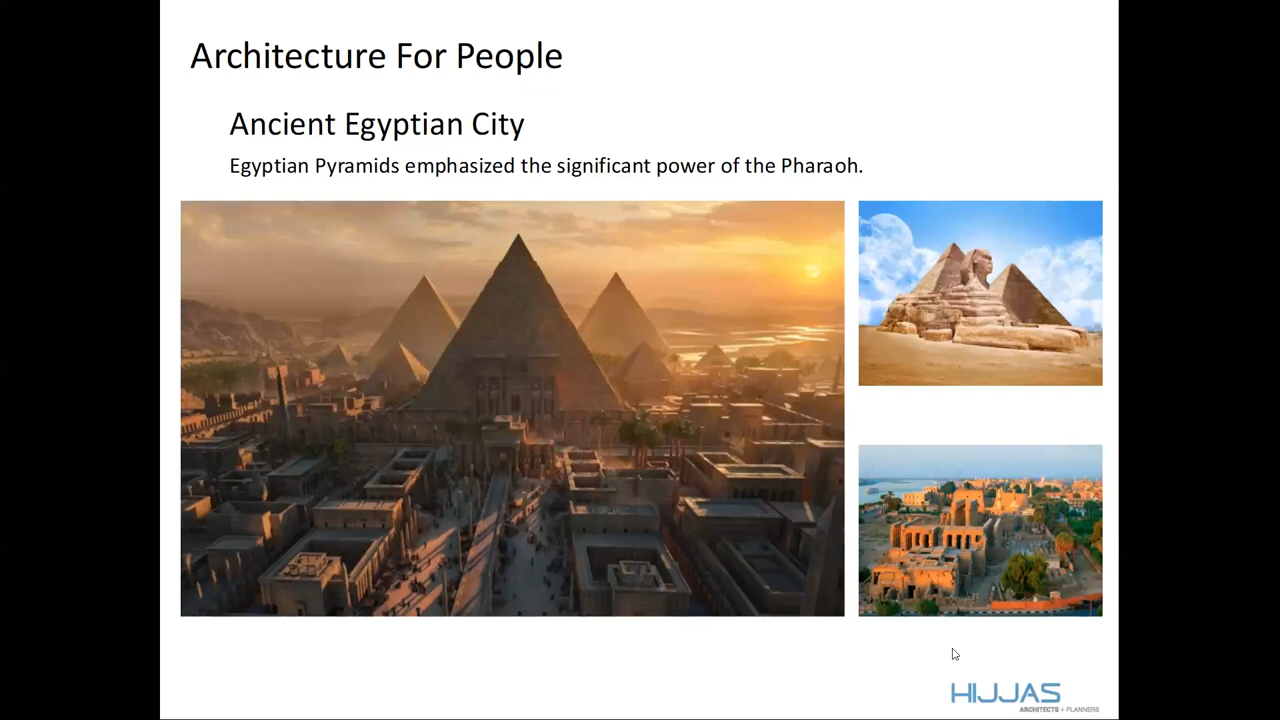 Architecture For People
Ancient Egyptian City
Egyptian Pyramids emphasized the significant power of the Pharaoh.
HIJJAS
ARCHITECTS + PLANNERS